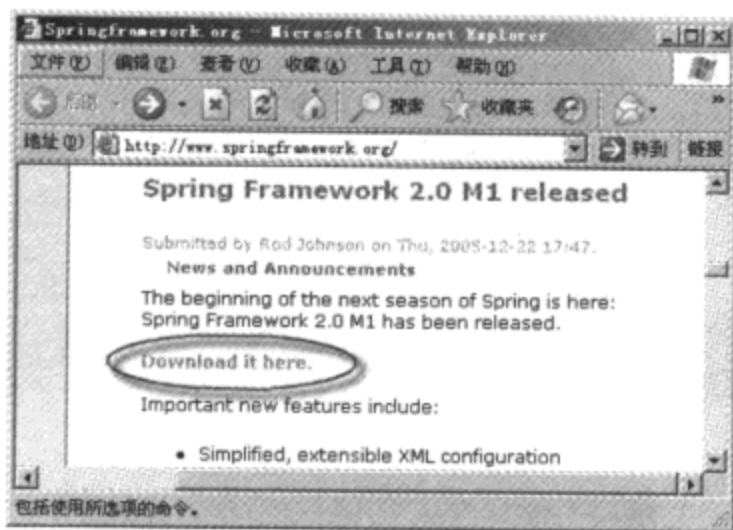 Springframework.org - Microsoft Internet Explorer
文件(F) 编辑(E) 查看(V) 收藏(A) 工具(T) 帮助(H)
后退 搜索 收藏夹 »
地址(D) http://www.springframework.org/ 转到 链接
Spring Framework 2.0 M1 released
Submitted by Rod Johnson on Thu, 2005-12-22 17:47.
News and Announcements
The beginning of the next season of Spring is here:
Spring Framework 2.0 M1 has been released.
Download it here.
Important new features include:
• Simplified, extensible XML configuration
包括使用所选项的命令。